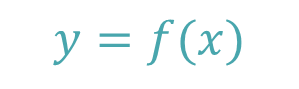 y = f(x)